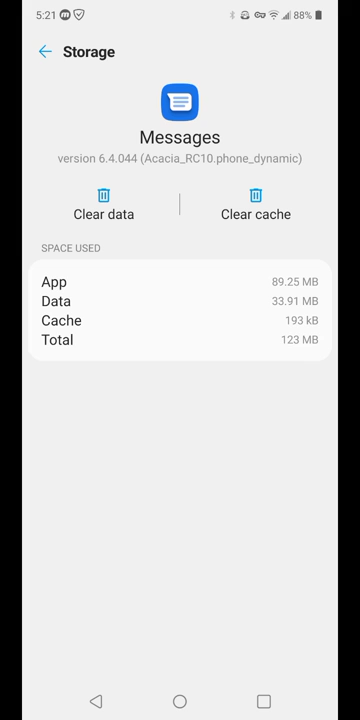 5:21 88%
Storage
Messages
version 6.4.044 (Acacia_RC10.phone_dynamic)
Clear data Clear cache
SPACE USED
App 89.25 MB
Data 33.91 MB
Cache 193 kB
Total 123 MB